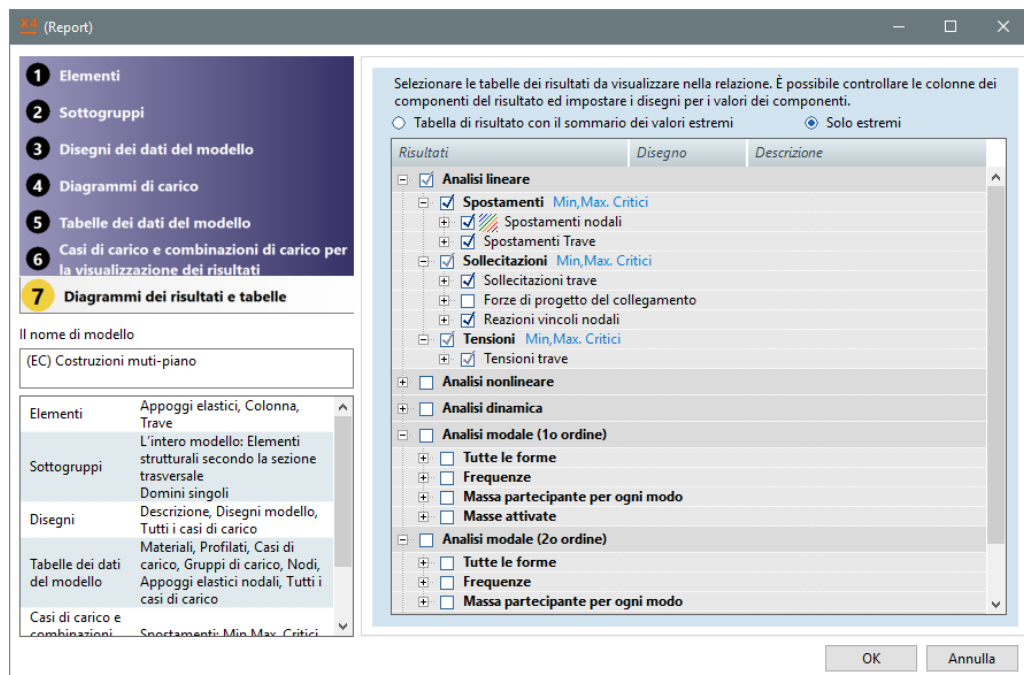 X4 (Report)
1 Elementi
2 Sottogruppi
3 Disegni dei dati del modello
4 Diagrammi di carico
5 Tabelle dei dati del modello
6 Casi di carico e combinazioni di carico per
la visualizzazione dei risultati
7 Diagrammi dei risultati e tabelle
Il nome di modello
(EC) Costruzioni muti-piano
Elementi
Appoggi elastici, Colonna,
Trave
Sottogruppi
L'intero modello: Elementi
strutturali secondo la sezione
trasversale
Domini singoli
Disegni
Descrizione, Disegni modello,
Tutti i casi di carico
Tabelle dei dati
del modello
Materiali, Profilati, Casi di
carico, Gruppi di carico, Nodi,
Appoggi elastici nodali, Tutti i
casi di carico
Casi di carico e
combinazioni
Spostamenti: Min,Max. Critici
Selezionare le tabelle dei risultati da visualizzare nella relazione. È possibile controllare le colonne dei
componenti del risultato ed impostare i disegni per i valori dei componenti.
Tabella di risultato con il sommario dei valori estremi Solo estremi
Risultati Disegno Descrizione
Analisi lineare
Spostamenti Min,Max. Critici
Spostamenti nodali
Spostamenti Trave
Sollecitazioni Min,Max. Critici
Sollecitazioni trave
Forze di progetto del collegamento
Reazioni vincoli nodali
Tensioni Min,Max. Critici
Tensioni trave
Analisi nonlineare
Analisi dinamica
Analisi modale (1o ordine)
Tutte le forme
Frequenze
Massa partecipante per ogni modo
Masse attivate
Analisi modale (2o ordine)
Tutte le forme
Frequenze
Massa partecipante per ogni modo
OK Annulla